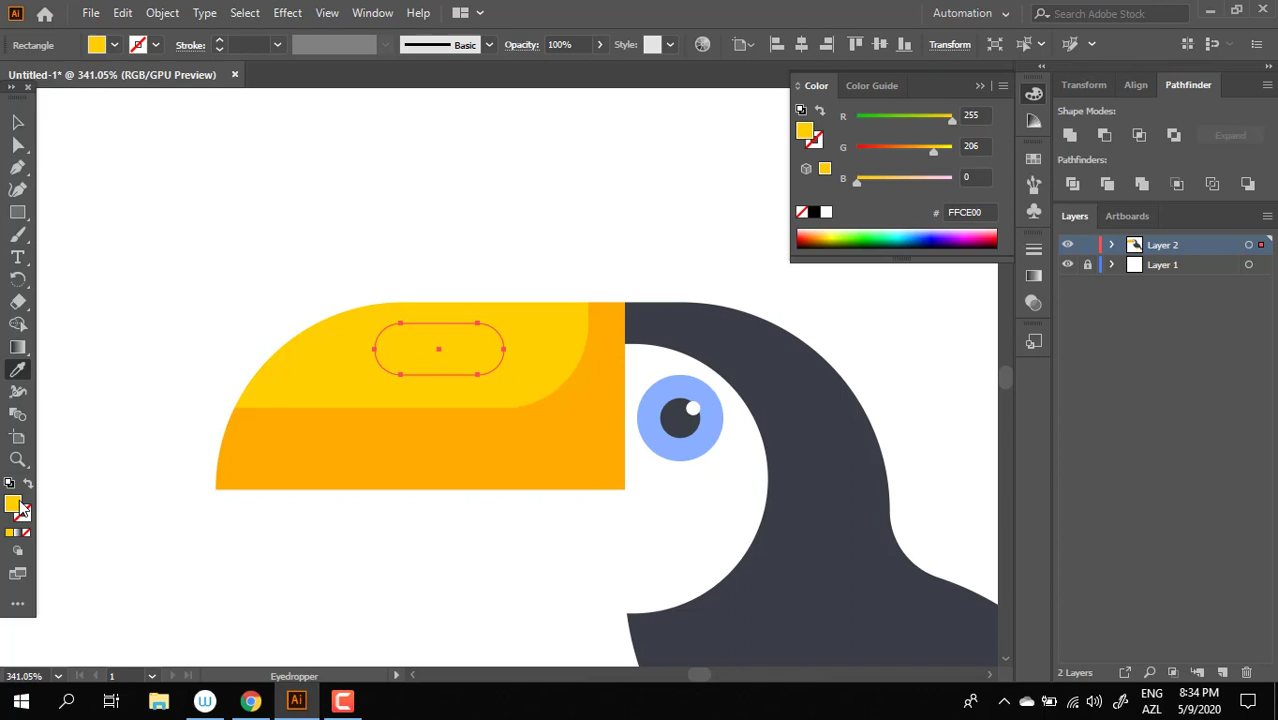 Ai File Edit Object Type Select Effect View Window Help Automation Search Adobe Stock
Rectangle Stroke: Basic Opacity: 100% Style: Transform
Untitled-1* @ 341.05% (RGB/GPU Preview)
Color Color Guide
R 255
G 206
B 0
# FFCE00
Transform Align Pathfinder
Shape Modes:
Expand
Pathfinders:
Layers Artboards
Layer 2
Layer 1
2 Layers
341.05% 1 Eyedropper
Ai
ENG 8:34 PM
AZL 5/9/2020